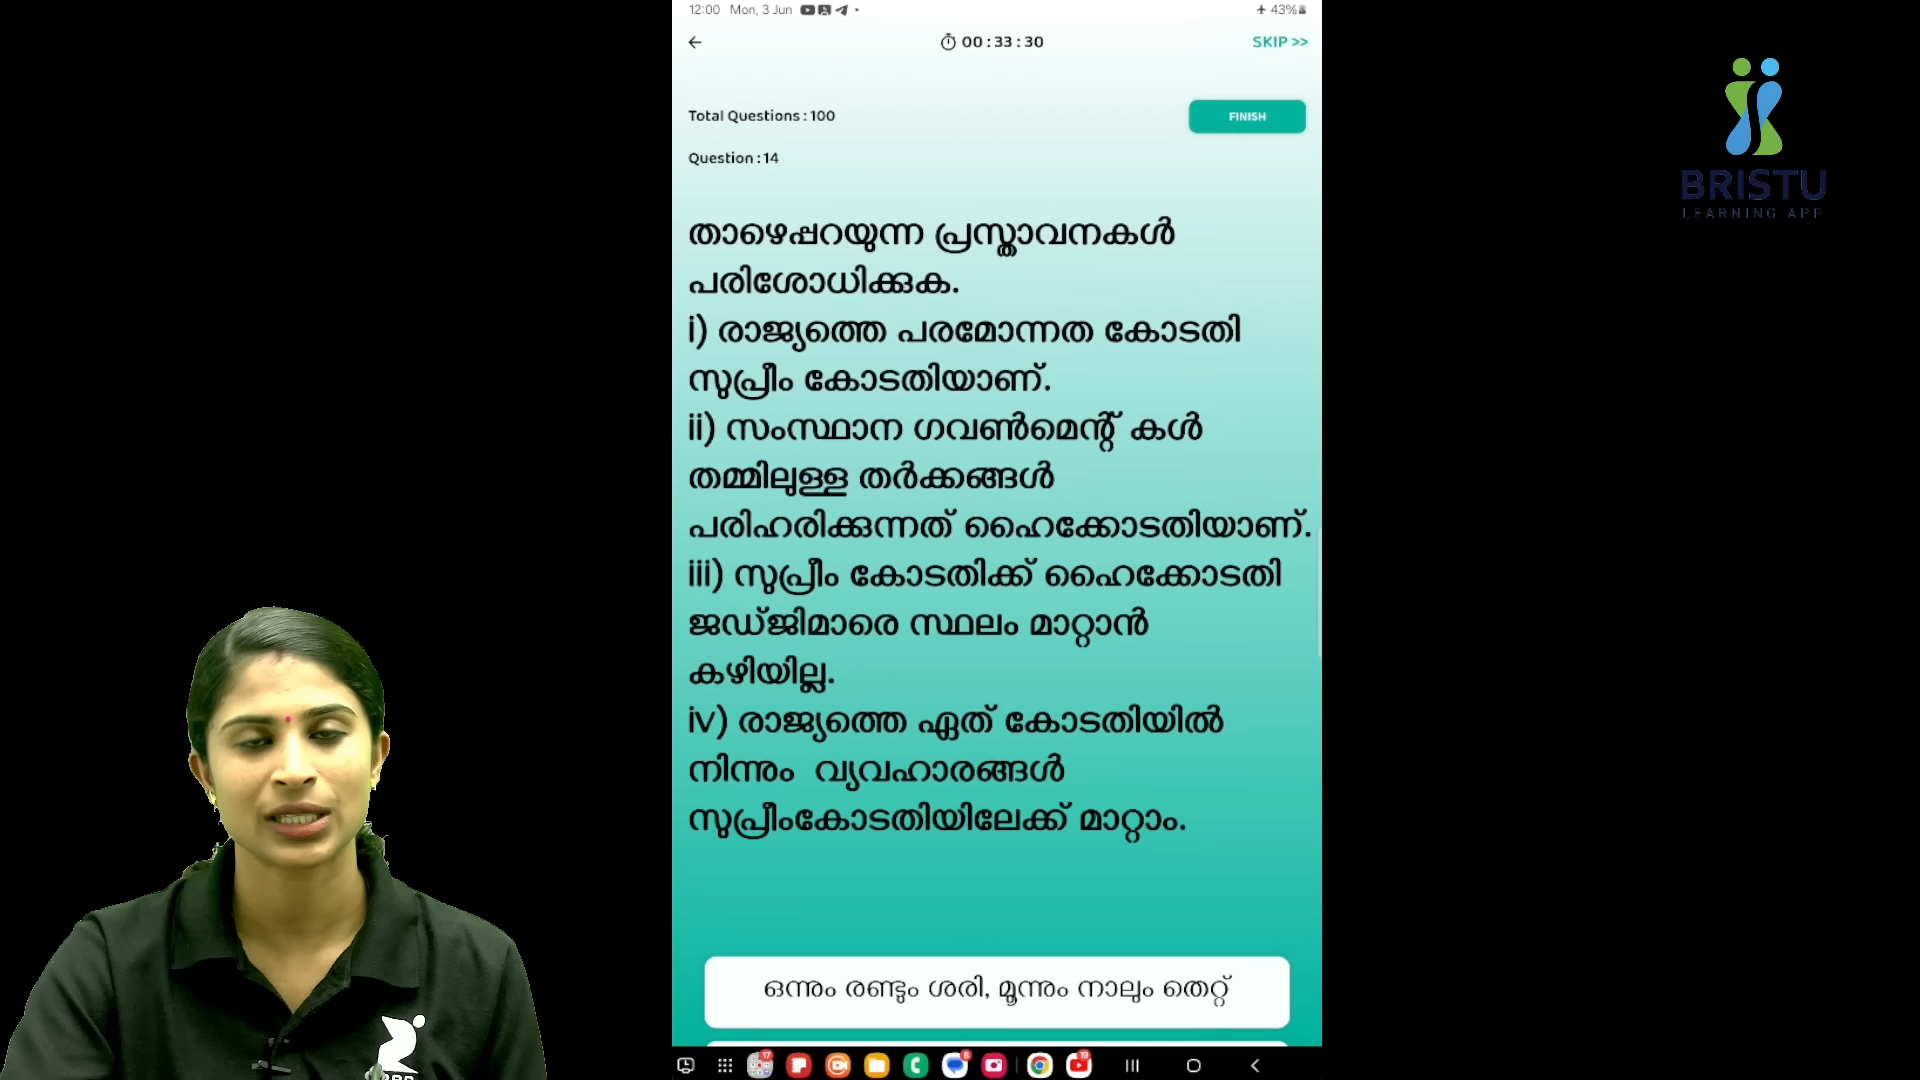 12:00 Mon, 3 Jun
43%
00 : 33 : 30
SKIP >>
Total Questions : 100
FINISH
Question : 14
താഴെപ്പറയുന്ന പ്രസ്താവനകൾ
പരിശോധിക്കുക.
i) രാജ്യത്തെ പരമോന്നത കോടതി
സുപ്രീം കോടതിയാണ്.
ii) സംസ്ഥാന ഗവൺമെന്റ് കൾ
തമ്മിലുള്ള തർക്കങ്ങൾ
പരിഹരിക്കുന്നത് ഹൈക്കോടതിയാണ്.
iii) സുപ്രീം കോടതിക്ക് ഹൈക്കോടതി
ജഡ്ജിമാരെ സ്ഥലം മാറ്റാൻ
കഴിയില്ല.
iv) രാജ്യത്തെ ഏത് കോടതിയിൽ
നിന്നും വ്യവഹാരങ്ങൾ
സുപ്രീംകോടതിയിലേക്ക് മാറ്റാം.
ഒന്നും രണ്ടും ശരി, മൂന്നും നാലും തെറ്റ്
BRISTU
LEARNING APP